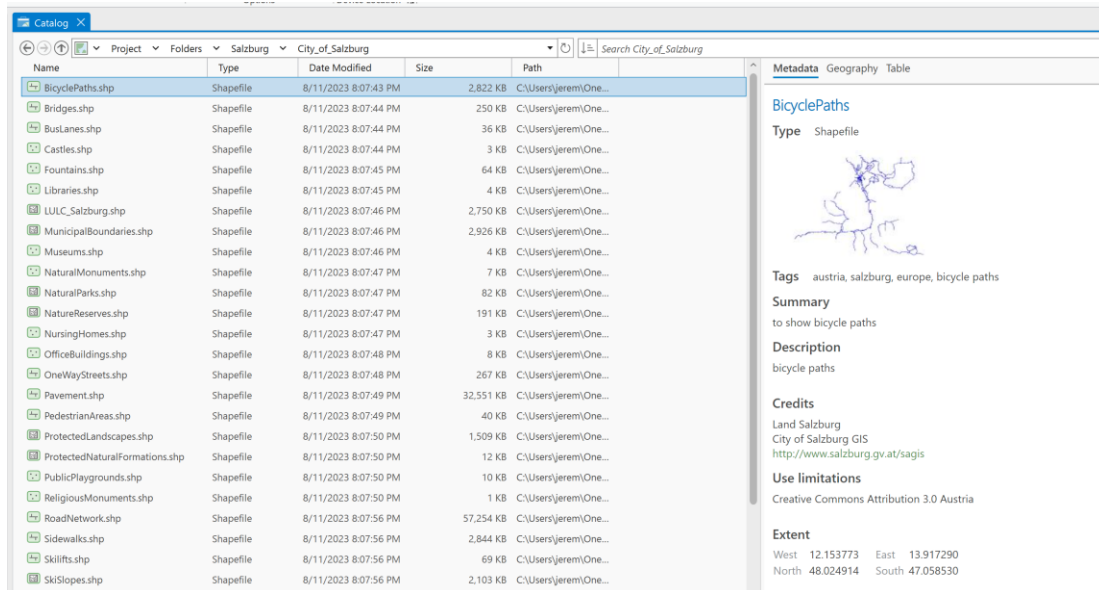 Catalog
Project Folders Salzburg City_of_Salzburg Search City_of_Salzburg
Name Type Date Modified Size Path
BicyclePaths.shp Shapefile 8/11/2023 8:07:43 PM 2,822 KB C:\Users\jerem\One...
Bridges.shp Shapefile 8/11/2023 8:07:44 PM 250 KB C:\Users\jerem\One...
BusLanes.shp Shapefile 8/11/2023 8:07:44 PM 36 KB C:\Users\jerem\One...
Castles.shp Shapefile 8/11/2023 8:07:44 PM 3 KB C:\Users\jerem\One...
Fountains.shp Shapefile 8/11/2023 8:07:45 PM 64 KB C:\Users\jerem\One...
Libraries.shp Shapefile 8/11/2023 8:07:45 PM 4 KB C:\Users\jerem\One...
LULC_Salzburg.shp Shapefile 8/11/2023 8:07:46 PM 2,750 KB C:\Users\jerem\One...
MunicipalBoundaries.shp Shapefile 8/11/2023 8:07:46 PM 2,926 KB C:\Users\jerem\One...
Museums.shp Shapefile 8/11/2023 8:07:46 PM 4 KB C:\Users\jerem\One...
NaturalMonuments.shp Shapefile 8/11/2023 8:07:47 PM 7 KB C:\Users\jerem\One...
NaturalParks.shp Shapefile 8/11/2023 8:07:47 PM 82 KB C:\Users\jerem\One...
NatureReserves.shp Shapefile 8/11/2023 8:07:47 PM 191 KB C:\Users\jerem\One...
NursingHomes.shp Shapefile 8/11/2023 8:07:47 PM 3 KB C:\Users\jerem\One...
OfficeBuildings.shp Shapefile 8/11/2023 8:07:48 PM 8 KB C:\Users\jerem\One...
OneWayStreets.shp Shapefile 8/11/2023 8:07:48 PM 267 KB C:\Users\jerem\One...
Pavement.shp Shapefile 8/11/2023 8:07:49 PM 32,551 KB C:\Users\jerem\One...
PedestrianAreas.shp Shapefile 8/11/2023 8:07:49 PM 40 KB C:\Users\jerem\One...
ProtectedLandscapes.shp Shapefile 8/11/2023 8:07:50 PM 1,509 KB C:\Users\jerem\One...
ProtectedNaturalFormations.shp Shapefile 8/11/2023 8:07:50 PM 12 KB C:\Users\jerem\One...
PublicPlaygrounds.shp Shapefile 8/11/2023 8:07:50 PM 10 KB C:\Users\jerem\One...
ReligiousMonuments.shp Shapefile 8/11/2023 8:07:50 PM 1 KB C:\Users\jerem\One...
RoadNetwork.shp Shapefile 8/11/2023 8:07:56 PM 57,254 KB C:\Users\jerem\One...
Sidewalks.shp Shapefile 8/11/2023 8:07:56 PM 2,844 KB C:\Users\jerem\One...
Skilifts.shp Shapefile 8/11/2023 8:07:56 PM 69 KB C:\Users\jerem\One...
SkiSlopes.shp Shapefile 8/11/2023 8:07:56 PM 2,103 KB C:\Users\jerem\One...
Metadata Geography Table
BicyclePaths
Type Shapefile
Tags austria, salzburg, europe, bicycle paths
Summary
to show bicycle paths
Description
bicycle paths
Credits
Land Salzburg
City of Salzburg GIS
http://www.salzburg.gv.at/sagis
Use limitations
Creative Commons Attribution 3.0 Austria
Extent
West 12.153773 East 13.917290
North 48.024914 South 47.058530